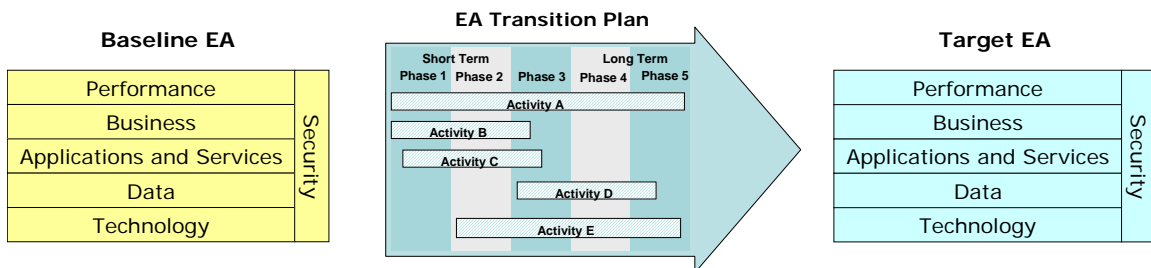 Baseline EA
Performance
Business
Applications and Services
Data
Technology
Security
EA Transition Plan
Short Term Long Term
Phase 1 Phase 2 Phase 3 Phase 4 Phase 5
Activity A
Activity B
Activity C
Activity D
Activity E
Target EA
Performance
Business
Applications and Services
Data
Technology
Security